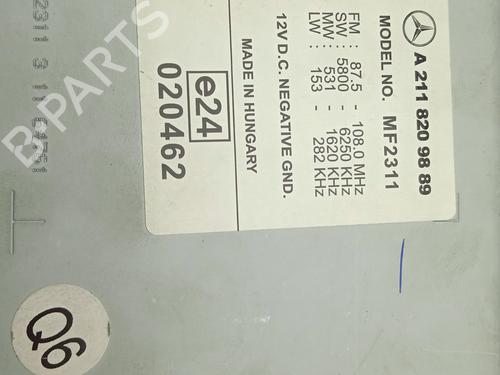 A 211 820 98 89
MODEL NO. MF2311
FM : 87.5 - 108.0 MHz
SW : 5800 - 6250 KHz
MW : 531 - 1620 KHz
LW : 153 - 282 KHz
12V D.C. NEGATIVE GND.
MADE IN HUNGARY
e24
020462
Q6
B-PARTS